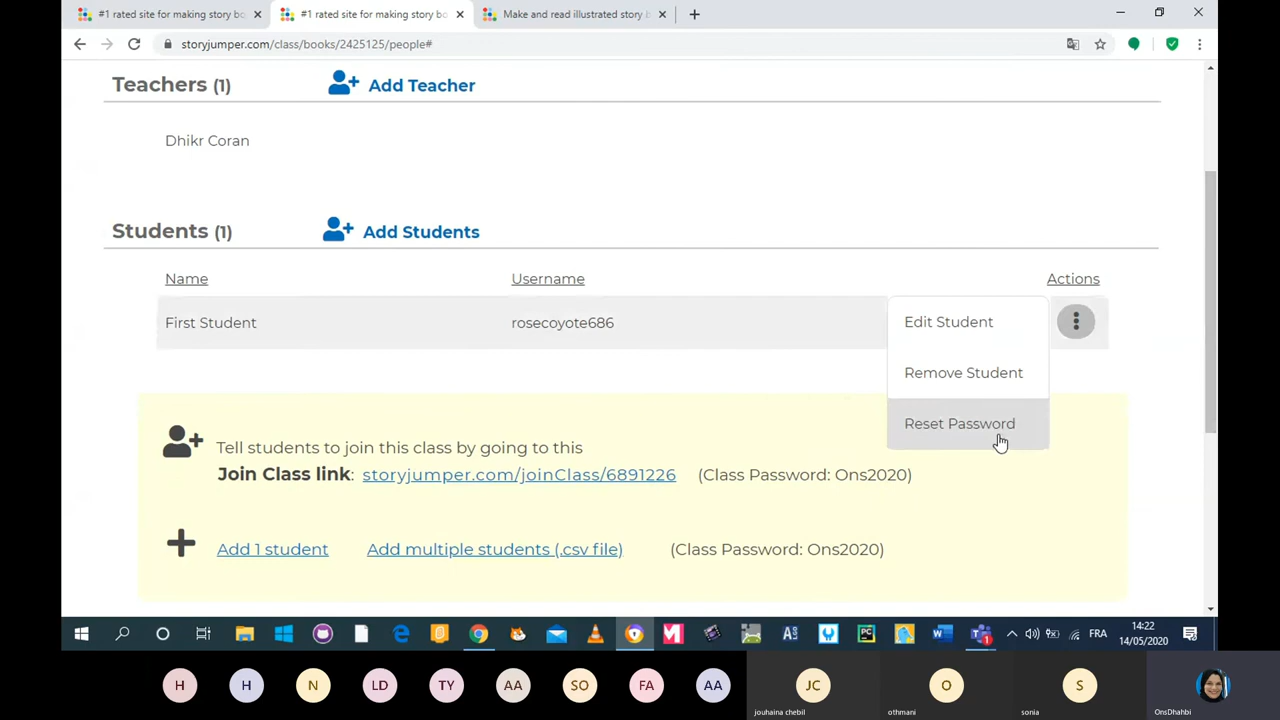 #1 rated site for making story bo
#1 rated site for making story bo
Make and read illustrated story b
storyjumper.com/class/books/2425125/people#
Teachers (1)
Add Teacher
Dhikr Coran
Students (1)
Add Students
Name
Username
Actions
First Student
rosecoyote686
Edit Student
Remove Student
Reset Password
Tell students to join this class by going to this
Join Class link: storyjumper.com/joinClass/6891226 (Class Password: Ons2020)
Add 1 student
Add multiple students (.csv file)
(Class Password: Ons2020)
FRA
14:22
14/05/2020
H
H
N
LD
TY
AA
SO
FA
AA
JC
jouhaina chebil
O
othmani
S
sonia
OnsDhahbi